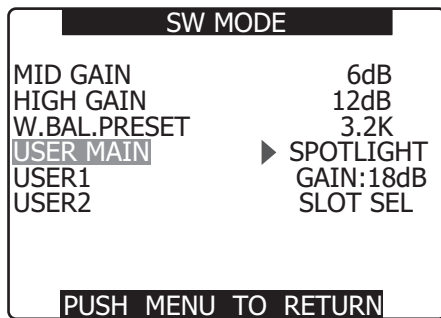 SW MODE
MID GAIN 6dB
HIGH GAIN 12dB
W.BAL.PRESET 3.2K
USER MAIN ▶ SPOTLIGHT
USER1 GAIN:18dB
USER2 SLOT SEL
PUSH MENU TO RETURN